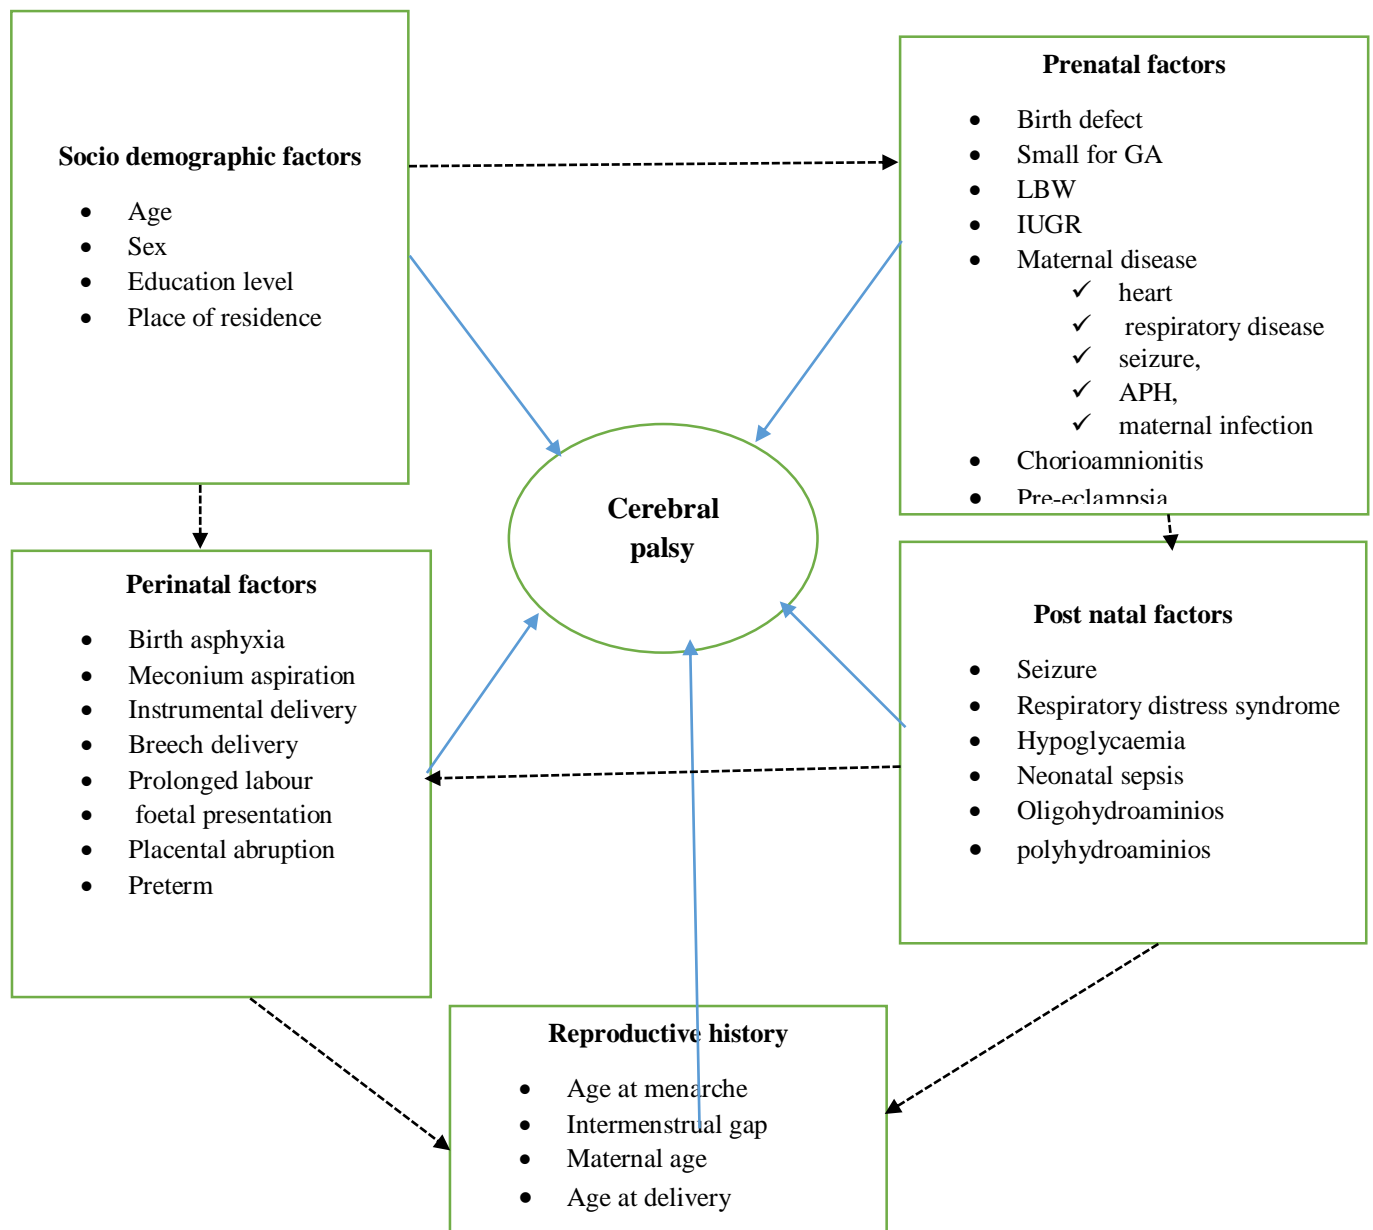 Socio demographic factors
Age
Sex
Education level
Place of residence
Prenatal factors
Birth defect
Small for GA
LBW
IUGR
Maternal disease
heart
respiratory disease
seizure,
APH,
maternal infection
Chorioamnionitis
Pre-eclampsia
Cerebral
palsy
Perinatal factors
Birth asphyxia
Meconium aspiration
Instrumental delivery
Breech delivery
Prolonged labour
foetal presentation
Placental abruption
Preterm
Post natal factors
Seizure
Respiratory distress syndrome
Hypoglycaemia
Neonatal sepsis
Oligohydroaminios
polyhydroaminios
Reproductive history
Age at menarche
Intermenstrual gap
Maternal age
Age at delivery